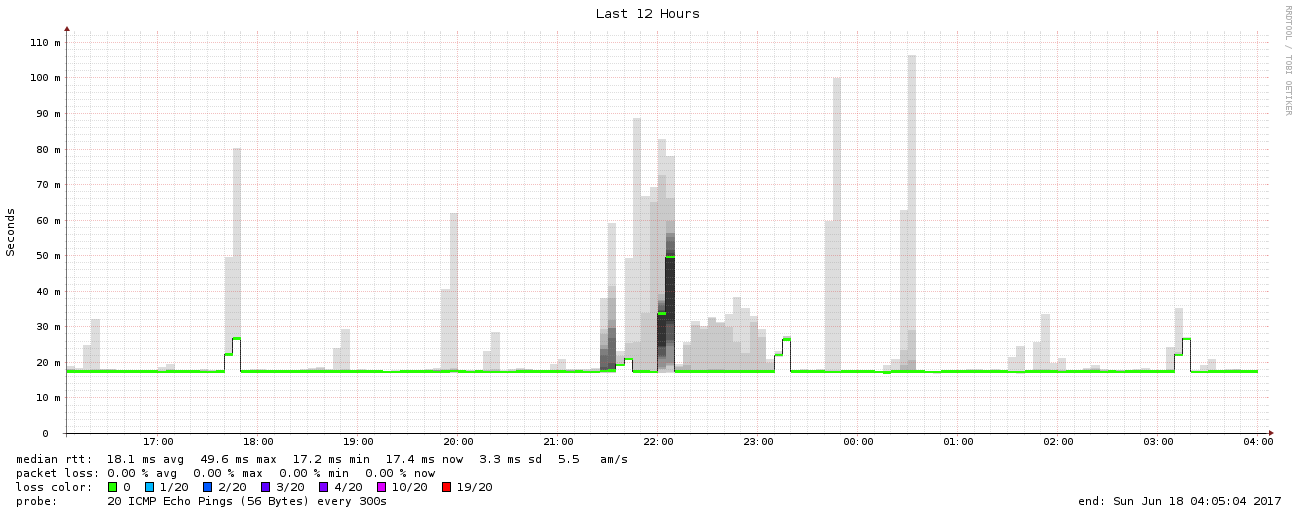 Last 12 Hours
RRDTOOL / TOBI OETIKER
Seconds
110 m
100 m
90 m
80 m
70 m
60 m
50 m
40 m
30 m
20 m
10 m
0
17:00 18:00 19:00 20:00 21:00 22:00 23:00 00:00 01:00 02:00 03:00 04:00
median rtt: 18.1 ms avg 49.6 ms max 17.2 ms min 17.4 ms now 3.3 ms sd 5.5 am/s
packet loss: 0.00 % avg 0.00 % max 0.00 % min 0.00 % now
loss color: 0 1/20 2/20 3/20 4/20 10/20 19/20
probe: 20 ICMP Echo Pings (56 Bytes) every 300s end: Sun Jun 18 04:05:04 2017